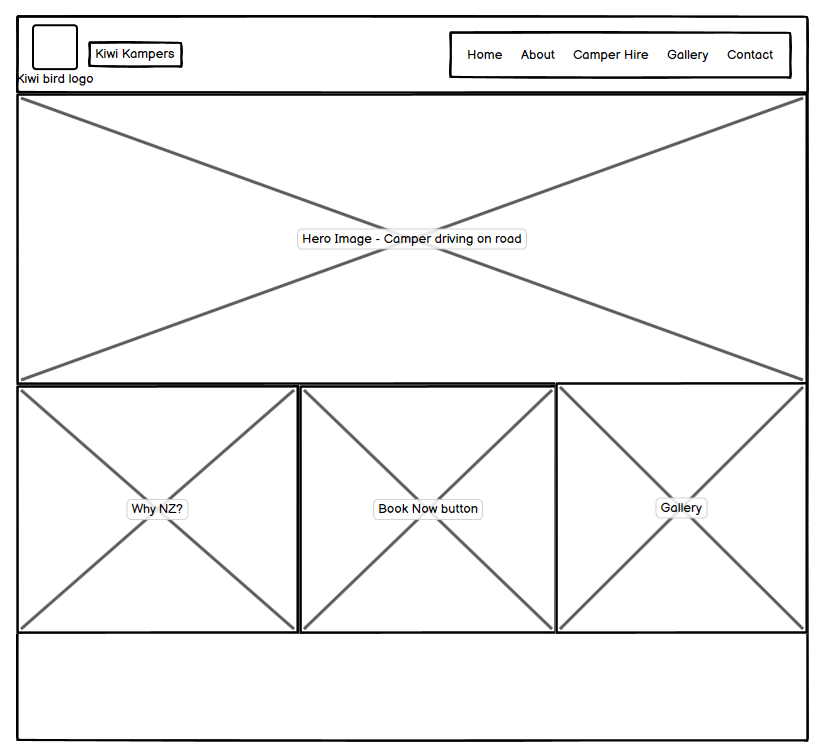 Kiwi Kampers
Kiwi bird logo
Home About Camper Hire Gallery Contact
Hero Image - Camper driving on road
Why NZ?
Book Now button
Gallery